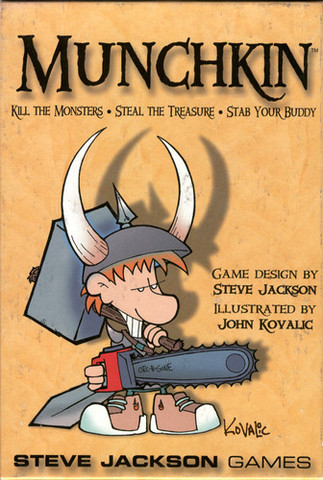 MUNCHKIN™
KILL THE MONSTERS • STEAL THE TREASURE • STAB YOUR BUDDY
GAME DESIGN BY
STEVE JACKSON
ILLUSTRATED BY
JOHN KOVALIC
KOVALIC
STEVE JACKSON GAMES